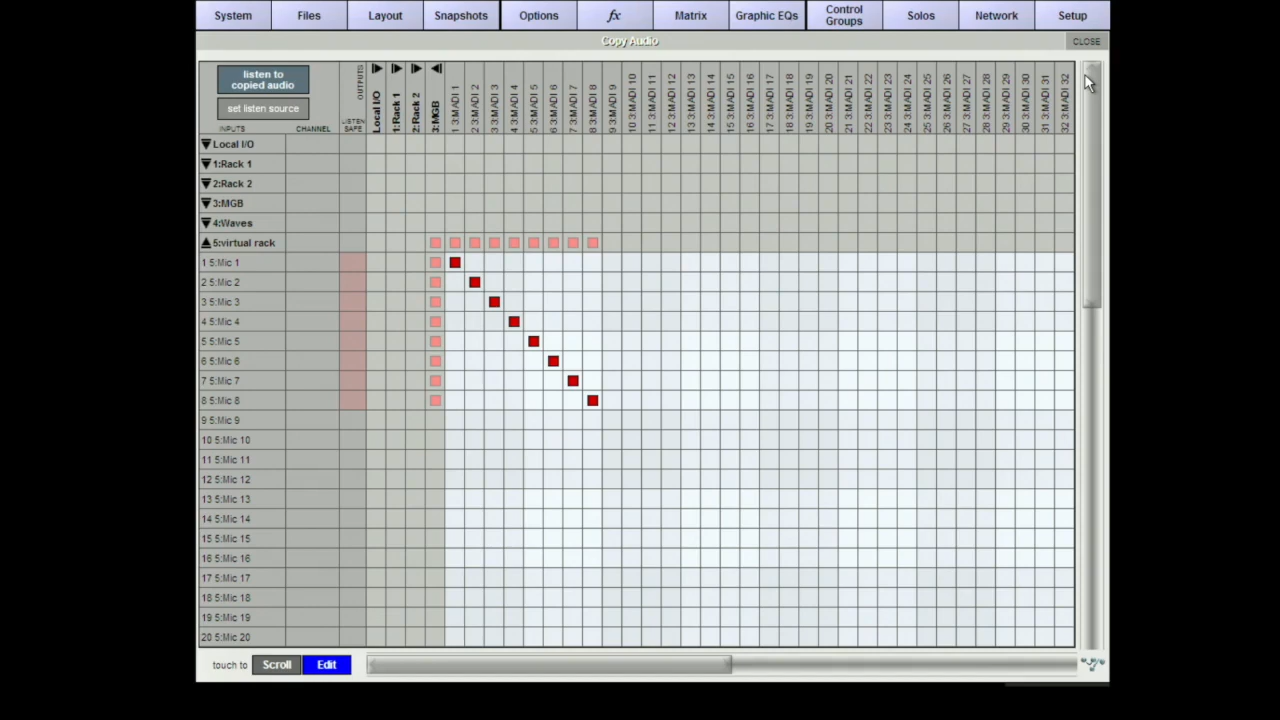 System Files Layout Snapshots Options fx Matrix Graphic EQs Control Groups Solos Network Setup
Copy Audio CLOSE
listen to copied audio
set listen source
INPUTS CHANNEL LISTEN SAFE OUTPUTS
Local I/O 1:Rack 1 2:Rack 2 3:MGB 1 3:MADI 1 2 3:MADI 2 3 3:MADI 3 4 3:MADI 4 5 3:MADI 5 6 3:MADI 6 7 3:MADI 7 8 3:MADI 8 9 3:MADI 9 10 3:MADI 10 11 3:MADI 11 12 3:MADI 12 13 3:MADI 13 14 3:MADI 14 15 3:MADI 15 16 3:MADI 16 17 3:MADI 17 18 3:MADI 18 19 3:MADI 19 20 3:MADI 20 21 3:MADI 21 22 3:MADI 22 23 3:MADI 23 24 3:MADI 24 25 3:MADI 25 26 3:MADI 26 27 3:MADI 27 28 3:MADI 28 29 3:MADI 29 30 3:MADI 30 31 3:MADI 31 32 3:MADI 32
Local I/O
1:Rack 1
2:Rack 2
3:MGB
4:Waves
5:virtual rack
1 5:Mic 1
2 5:Mic 2
3 5:Mic 3
4 5:Mic 4
5 5:Mic 5
6 5:Mic 6
7 5:Mic 7
8 5:Mic 8
9 5:Mic 9
10 5:Mic 10
11 5:Mic 11
12 5:Mic 12
13 5:Mic 13
14 5:Mic 14
15 5:Mic 15
16 5:Mic 16
17 5:Mic 17
18 5:Mic 18
19 5:Mic 19
20 5:Mic 20
touch to Scroll Edit